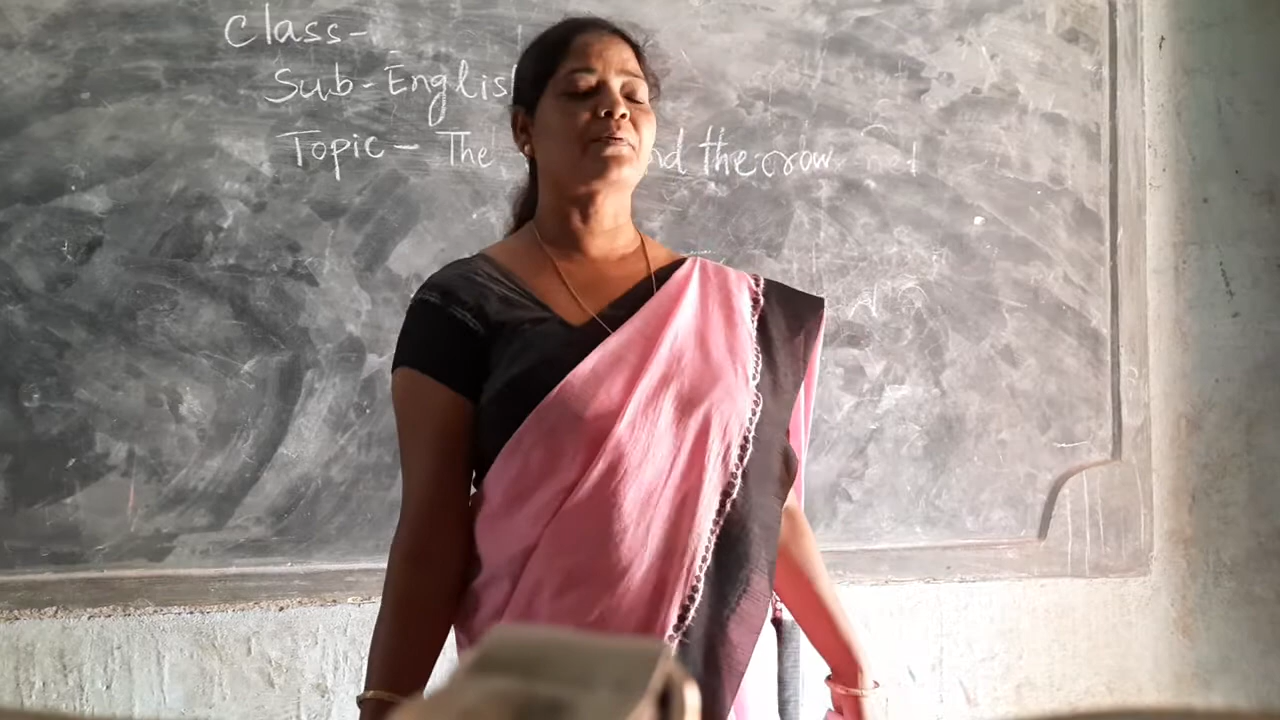 Class-
Sub-English
Topic- The nd the crow